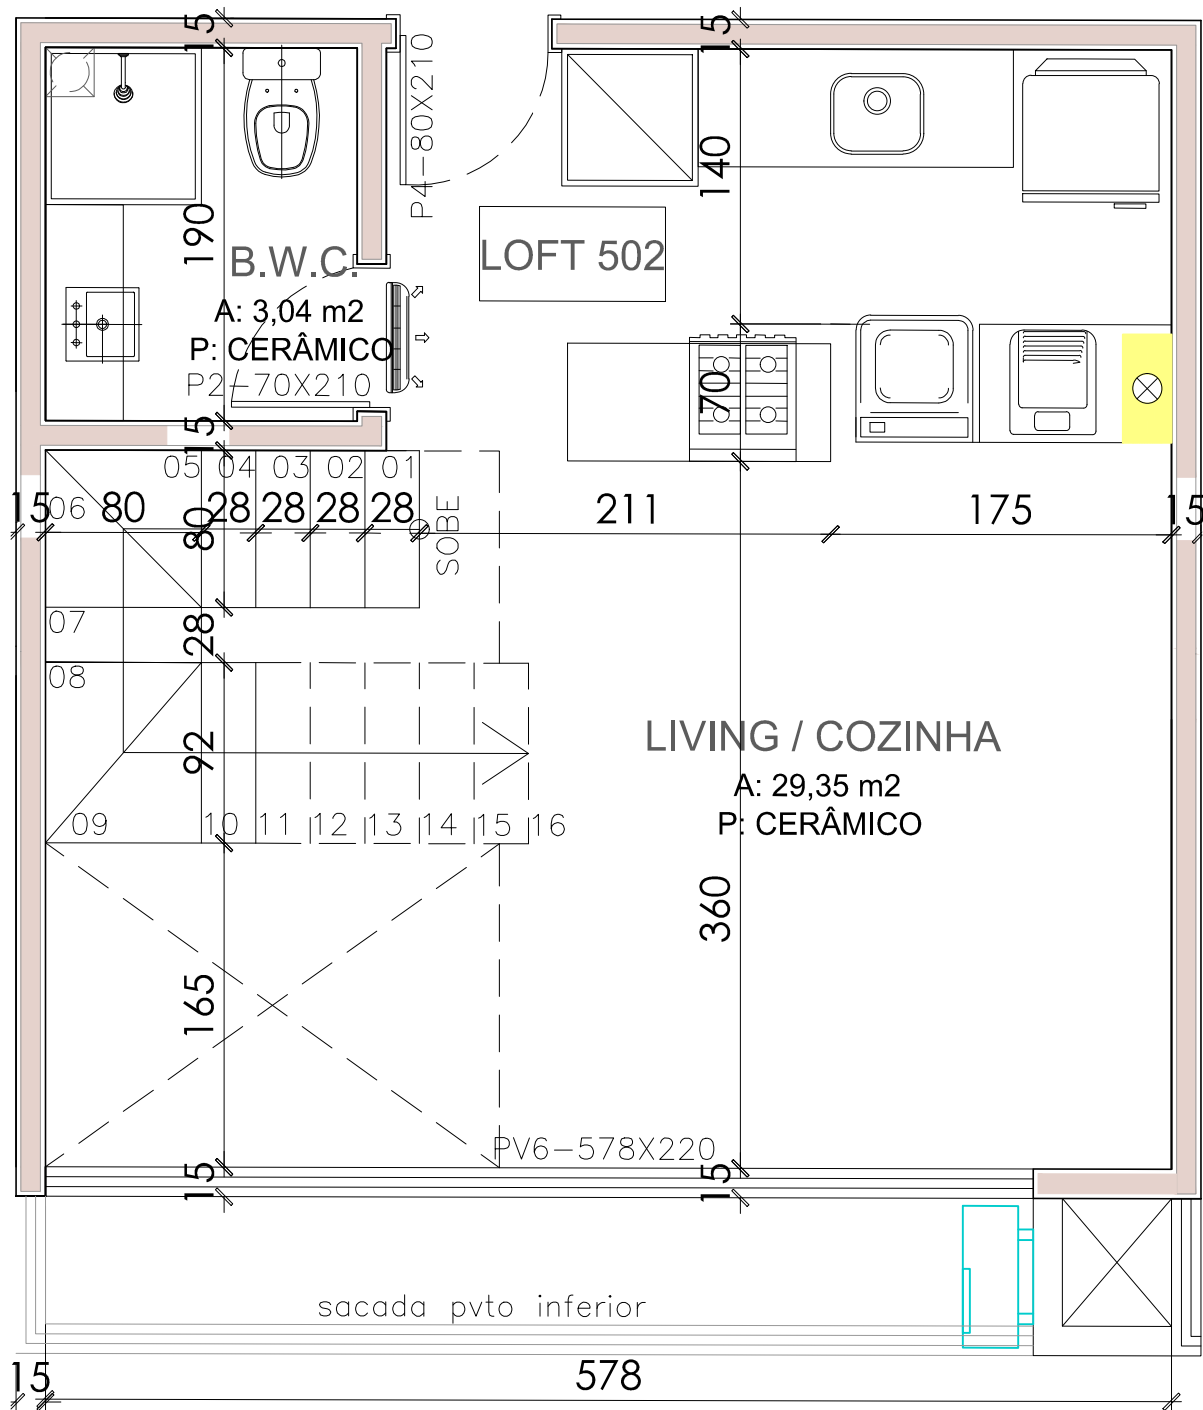 15
15
P4-80X210
140
190
B.W.C.
A: 3,04 m2
P: CERÂMICO
P2-70X210
LOFT 502
70
15
05 04 03 02 01
06
15 80 28 28 28 28 211 175 15
80
SOBE
07
28
08
92
LIVING / COZINHA
A: 29,35 m2
P: CERÂMICO
09 10 11 12 13 14 15 16
360
165
PV6-578X220
15
15
sacada pvto inferior
15 578